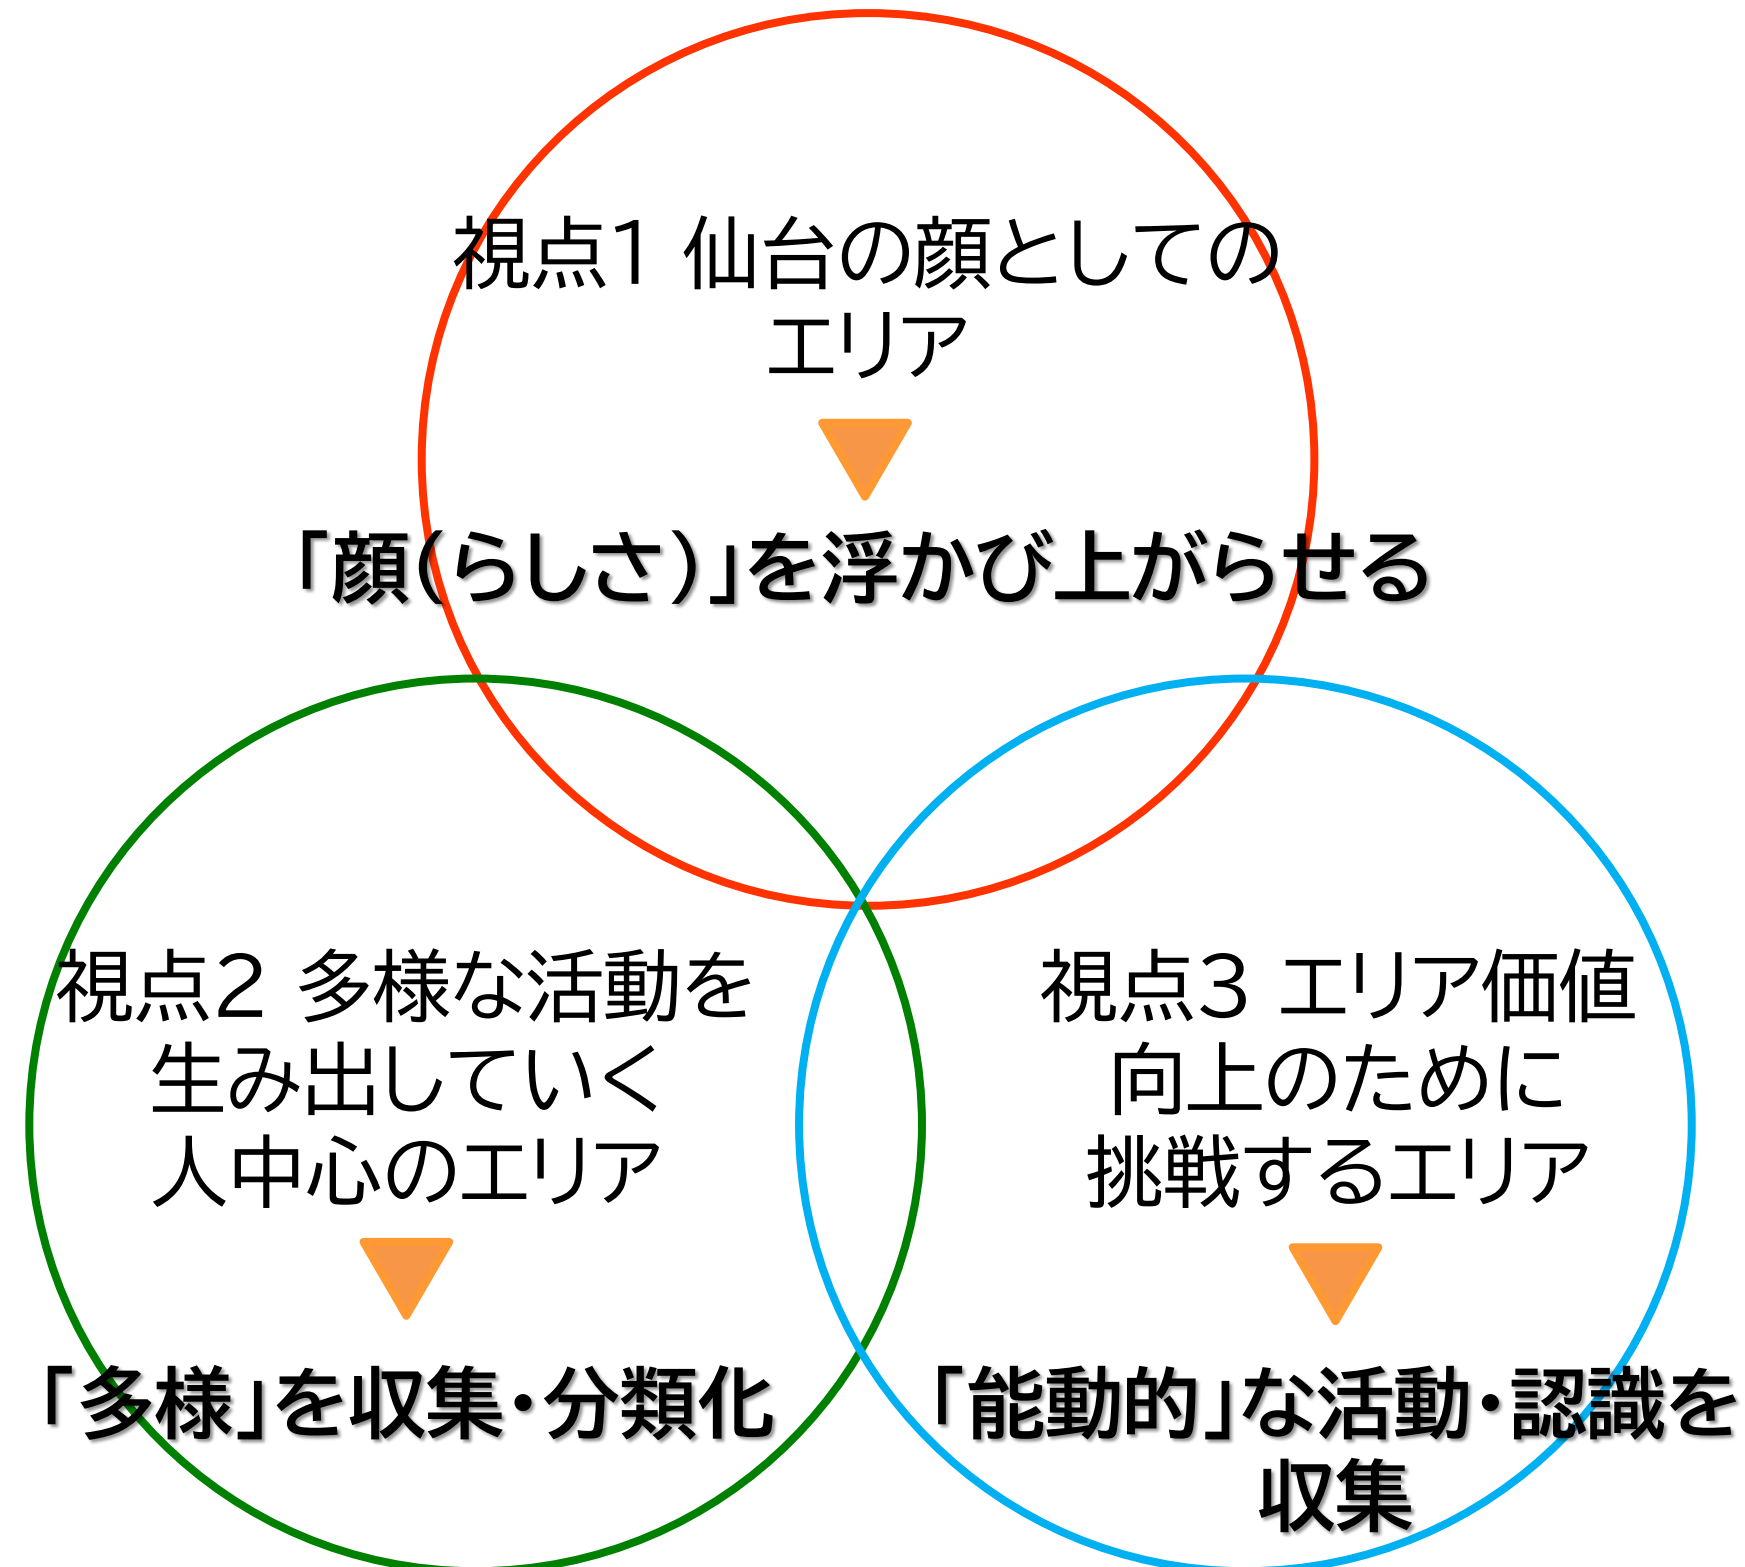 視点1 仙台の顔としての
エリア
「顔(らしさ)」を浮かび上がらせる
視点2 多様な活動を
生み出していく
人中心のエリア
「多様」を収集・分類化
視点3 エリア価値
向上のために
挑戦するエリア
「能動的」な活動・認識を
収集